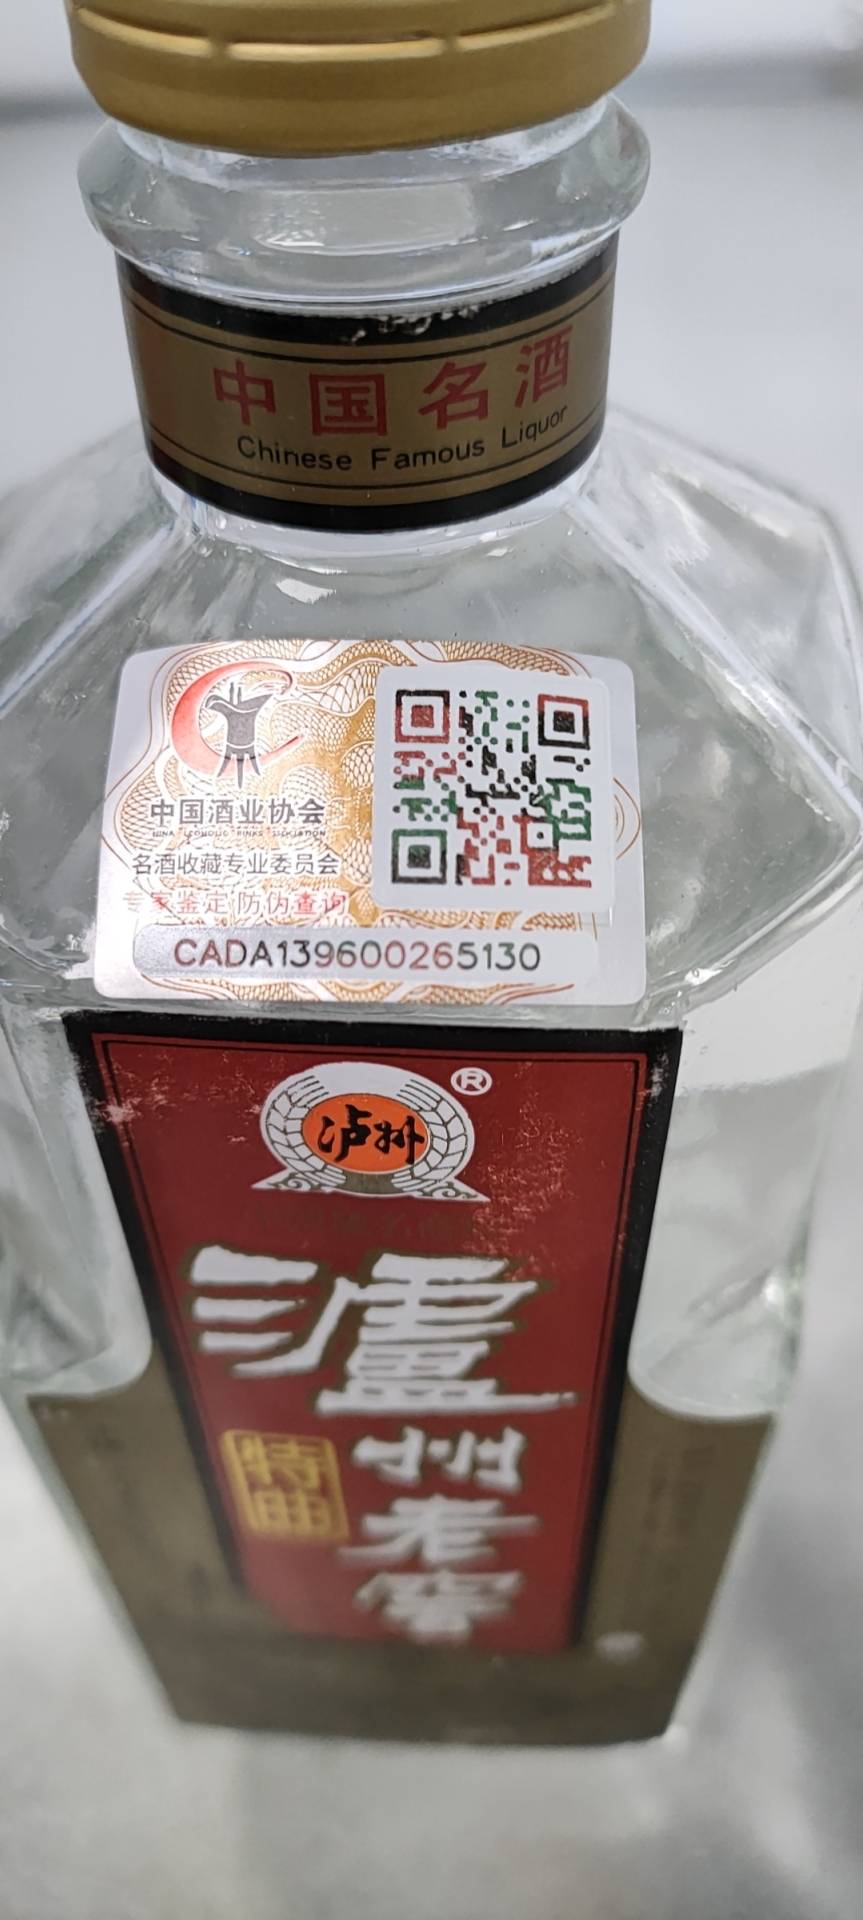 中国名酒
Chinese Famous Liquor
中国酒业协会
名酒收藏专业委员会
专家鉴定 防伪查询
CADA139600265130
®
泸州
瀘
州
老
窖
特曲